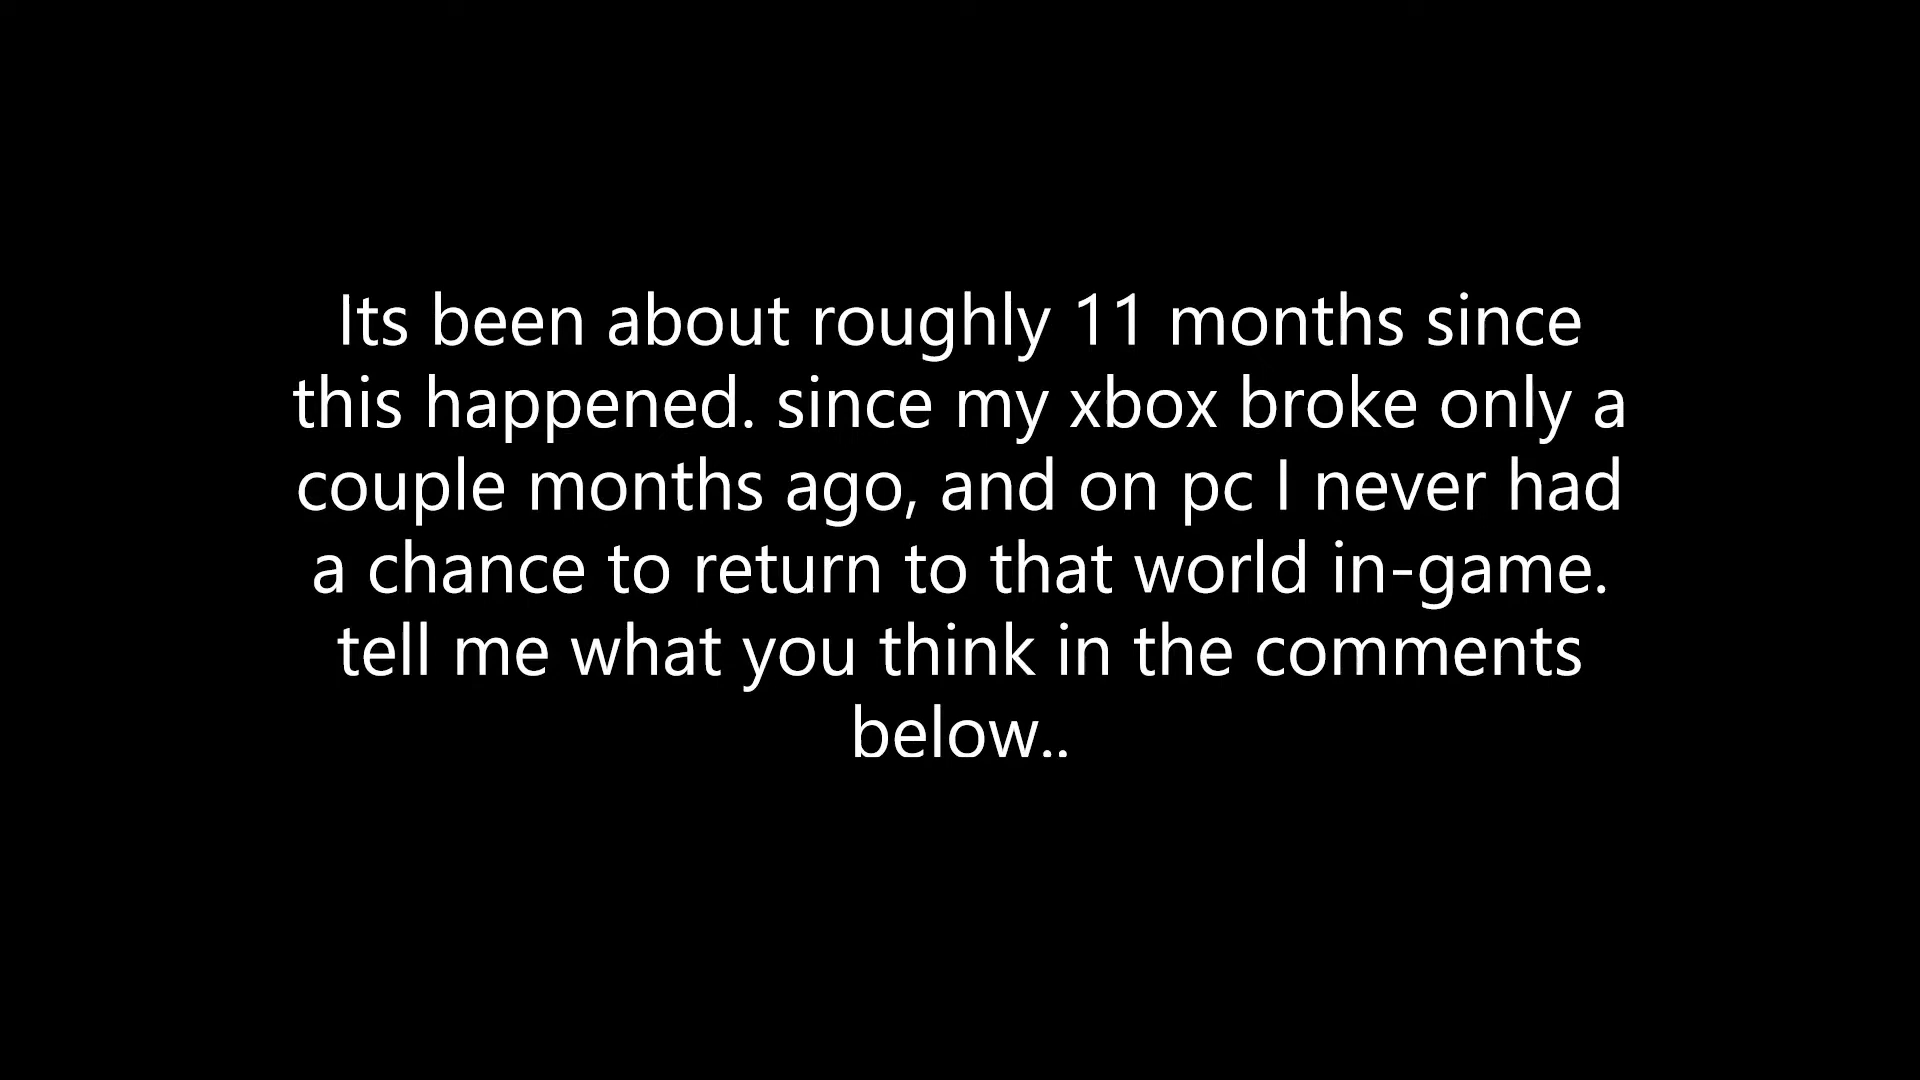 Its been about roughly 11 months since
this happened. since my xbox broke only a
couple months ago, and on pc I never had
a chance to return to that world in-game.
tell me what you think in the comments
below..